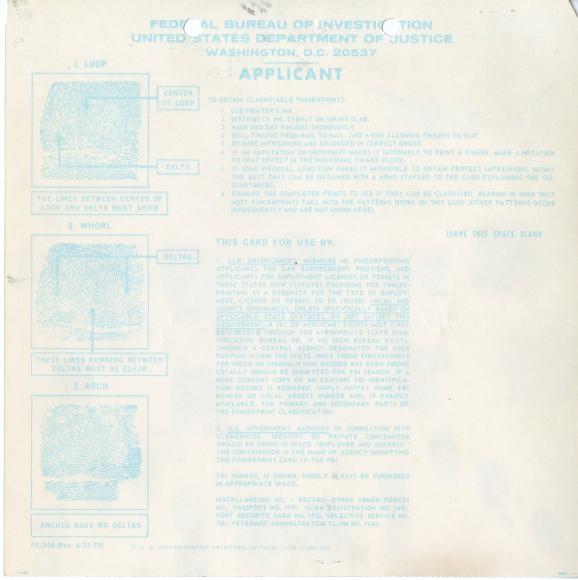 FEDERAL BUREAU OF INVESTIGATION
UNITED STATES DEPARTMENT OF JUSTICE
WASHINGTON, D.C. 20537
APPLICANT
1. LOOP
CENTER
OF LOOP
DELTA
THE LINES BETWEEN CENTER OF
LOOP AND DELTA MUST SHOW
2. WHORL
DELTAS
THESE LINES RUNNING BETWEEN
DELTAS MUST BE CLEAR
3. ARCH
ARCHES HAVE NO DELTAS
TO OBTAIN CLASSIFIABLE FINGERPRINTS:
1. USE PRINTER'S INK.
2. DISTRIBUTE INK EVENLY ON INKING SLAB.
3. WASH AND DRY FINGERS THOROUGHLY.
4. ROLL FINGERS FROM NAIL TO NAIL, AND AVOID ALLOWING FINGERS TO SLIP.
5. BE SURE IMPRESSIONS ARE RECORDED IN CORRECT ORDER.
6. IF AN AMPUTATION OR DEFORMITY MAKES IT IMPOSSIBLE TO PRINT A FINGER, MAKE A NOTATION
TO THAT EFFECT IN THE INDIVIDUAL FINGER BLOCK.
7. IF SOME PHYSICAL CONDITION MAKES IT IMPOSSIBLE TO OBTAIN PERFECT IMPRESSIONS, SUBMIT
THE BEST THAT CAN BE OBTAINED WITH A MEMO STAPLED TO THE CARD EXPLAINING THE CIR-
CUMSTANCES.
8. EXAMINE THE COMPLETED PRINTS TO SEE IF THEY CAN BE CLASSIFIED, BEARING IN MIND THAT
MOST FINGERPRINTS FALL INTO THE PATTERNS SHOWN ON THIS CARD (OTHER PATTERNS OCCUR
INFREQUENTLY AND ARE NOT SHOWN HERE).
LEAVE THIS SPACE BLANK
THIS CARD FOR USE BY:
1. LAW ENFORCEMENT AGENCIES IN FINGERPRINTING
APPLICANTS FOR LAW ENFORCEMENT POSITIONS, AND
APPLICANTS FOR EMPLOYMENT LICENSES OR PERMITS IN
THOSE STATES WITH STATUTES PROVIDING FOR FINGER-
PRINTING AS A REQUISITE FOR THE TYPE OF EMPLOY-
MENT, LICENSE OR PERMIT TO BE ISSUED. LOCAL AND
COUNTY ORDINANCES, UNLESS SPECIFICALLY BASED ON
APPLICABLE STATE STATUTES, DO NOT SATISFY THIS
REQUIREMENT. A SET OF APPLICANT PRINTS MUST FIRST
BE CHECKED THROUGH THE APPROPRIATE STATE IDEN-
TIFICATION BUREAU OR, IF NO SUCH BUREAU EXISTS,
THROUGH A CENTRAL AGENCY DESIGNATED FOR SUCH
PURPOSE WITHIN THE STATE. ONLY THOSE FINGERPRINTS
FOR WHICH NO DISQUALIFYING RECORD HAS BEEN FOUND
LOCALLY SHOULD BE SUBMITTED FOR FBI SEARCH. IF A
MORE CURRENT COPY OF AN EXISTING FBI IDENTIFICA-
TION RECORD IS REQUIRED, SIMPLY SUPPLY NAME, FBI
NUMBER OR LOCAL ARREST NUMBER AND, IF READILY
AVAILABLE, THE PRIMARY AND SECONDARY PARTS OF
THE FINGERPRINT CLASSIFICATION.
2. U.S. GOVERNMENT AGENCIES IN CONNECTION WITH
CLEARANCES. IDENTITY OF PRIVATE CONTRACTOR
SHOULD BE SHOWN IN SPACE "EMPLOYER AND ADDRESS".
THE CONTRIBUTOR IS THE NAME OF AGENCY SUBMITTING
THE FINGERPRINT CARD TO THE FBI.
FBI NUMBER, IF KNOWN, SHOULD ALWAYS BE FURNISHED
IN APPROPRIATE SPACE.
MISCELLANEOUS NO. – RECORD: OTHER ARMED FORCES
NO., PASSPORT NO. (PP), ALIEN REGISTRATION NO. (AR),
PORT SECURITY CARD NO. (PS), SELECTIVE SERVICE NO.
(SS), VETERANS' ADMINISTRATION CLAIM NO. (VA).
U. S. GOVERNMENT PRINTING OFFICE